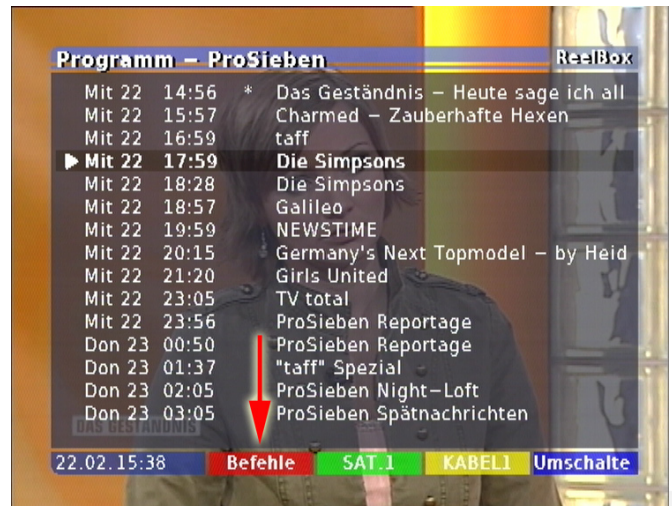 Programm – ProSieben ReelBox
Mit 22 14:56 * Das Geständnis – Heute sage ich all
Mit 22 15:57 Charmed – Zauberhafte Hexen
Mit 22 16:59 taff
Mit 22 17:59 Die Simpsons
Mit 22 18:28 Die Simpsons
Mit 22 18:57 Galileo
Mit 22 19:59 NEWSTIME
Mit 22 20:15 Germany's Next Topmodel – by Heid
Mit 22 21:20 Girls United
Mit 22 23:05 TV total
Mit 22 23:56 ProSieben Reportage
Don 23 00:50 ProSieben Reportage
Don 23 01:37 "taff" Spezial
Don 23 02:05 ProSieben Night–Loft
Don 23 03:05 ProSieben Spätnachrichten
DAS GESTÄNDNIS
22.02.15:38 Befehle SAT.1 KABEL1 Umschalte